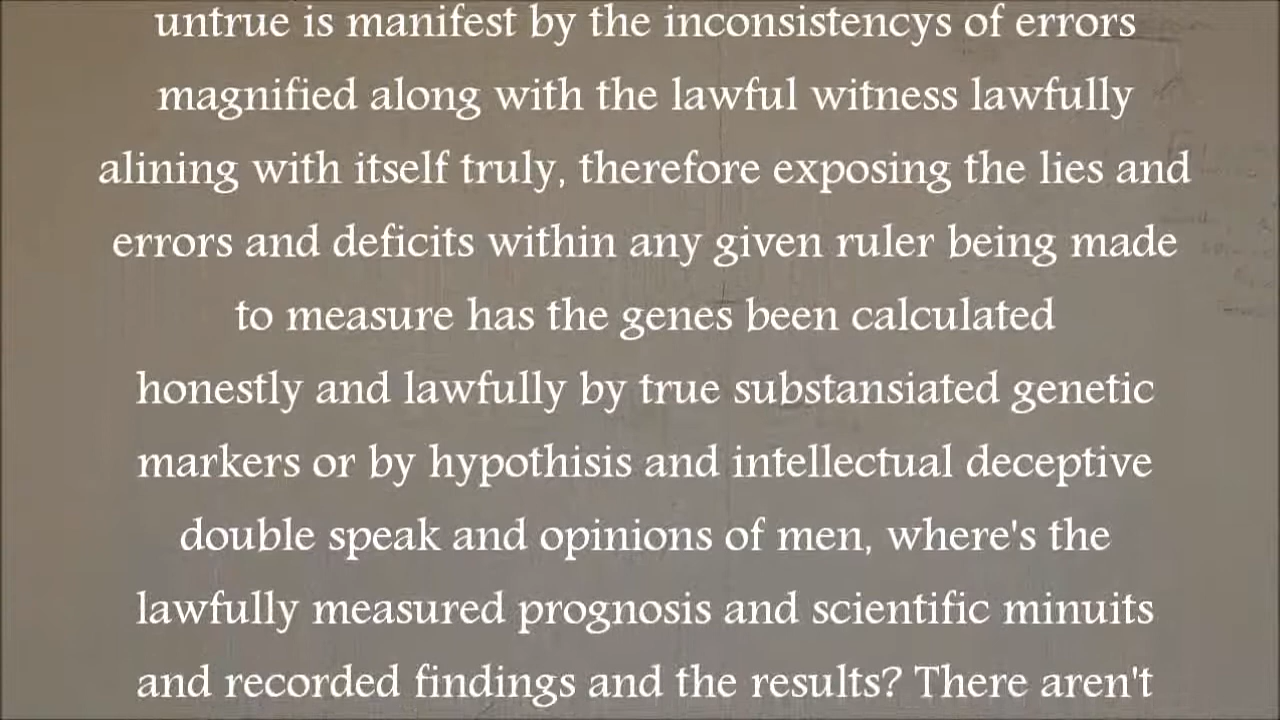 untrue is manifest by the inconsistencys of errors
magnified along with the lawful witness lawfully
alining with itself truly, therefore exposing the lies and
errors and deficits within any given ruler being made
to measure has the genes been calculated
honestly and lawfully by true substansiated genetic
markers or by hypothisis and intellectual deceptive
double speak and opinions of men, where's the
lawfully measured prognosis and scientific minuits
and recorded findings and the results? There aren't